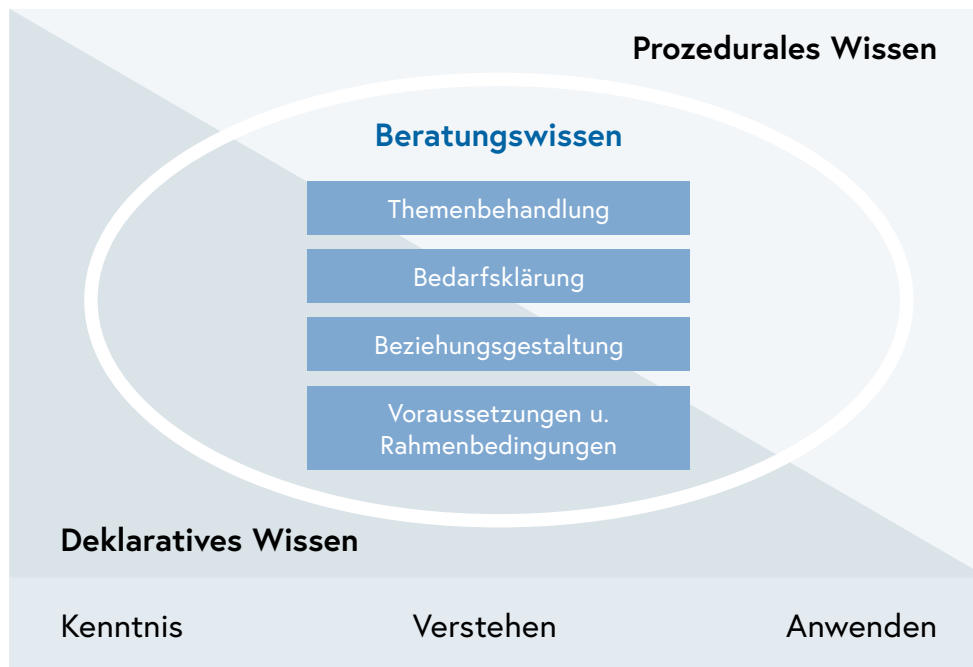 Prozedurales Wissen
Beratungswissen
Themenbehandlung
Bedarfsklärung
Beziehungsgestaltung
Voraussetzungen u.
Rahmenbedingungen
Deklaratives Wissen
Kenntnis
Verstehen
Anwenden